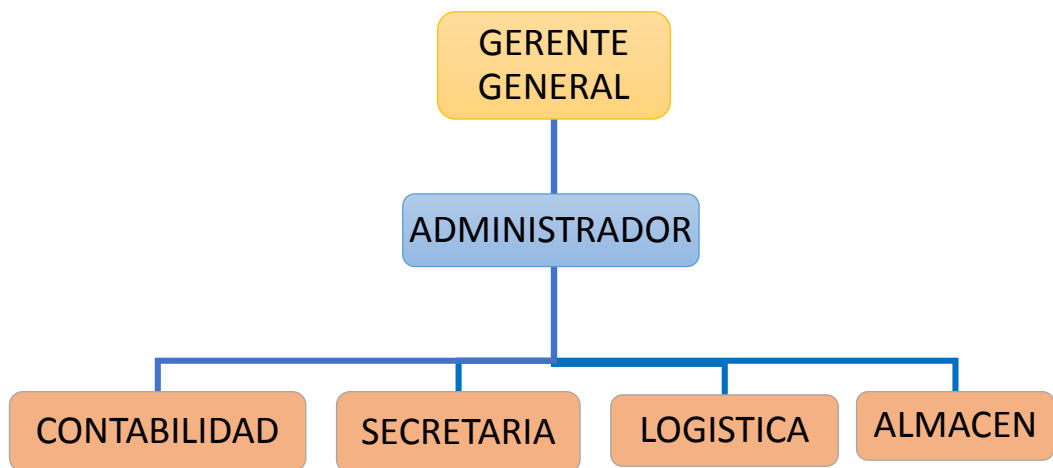 GERENTE
GENERAL
ADMINISTRADOR
CONTABILIDAD
SECRETARIA
LOGISTICA
ALMACEN